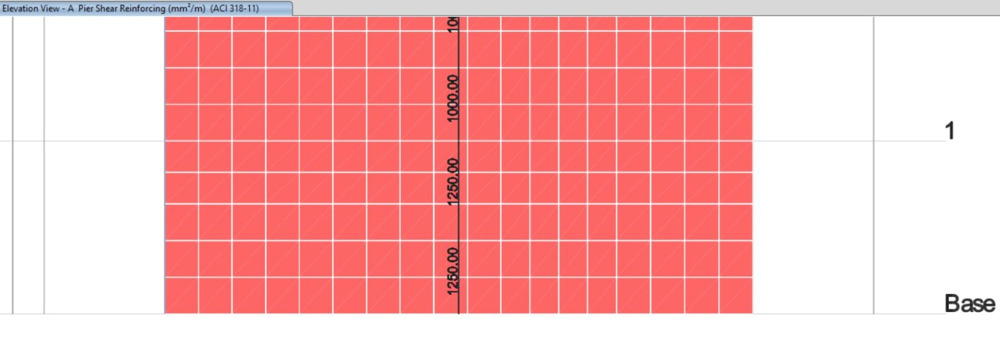 Elevation View - A Pier Shear Reinforcing (mm²/m) (ACI 318-11)
1000.00
1
1250.00
1250.00
Base